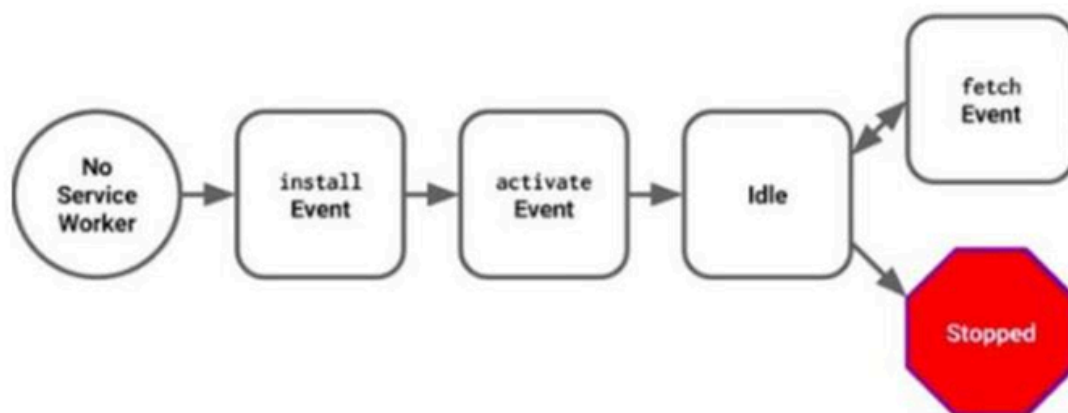 No
Service
Worker
install
Event
activate
Event
Idle
fetch
Event
Stopped